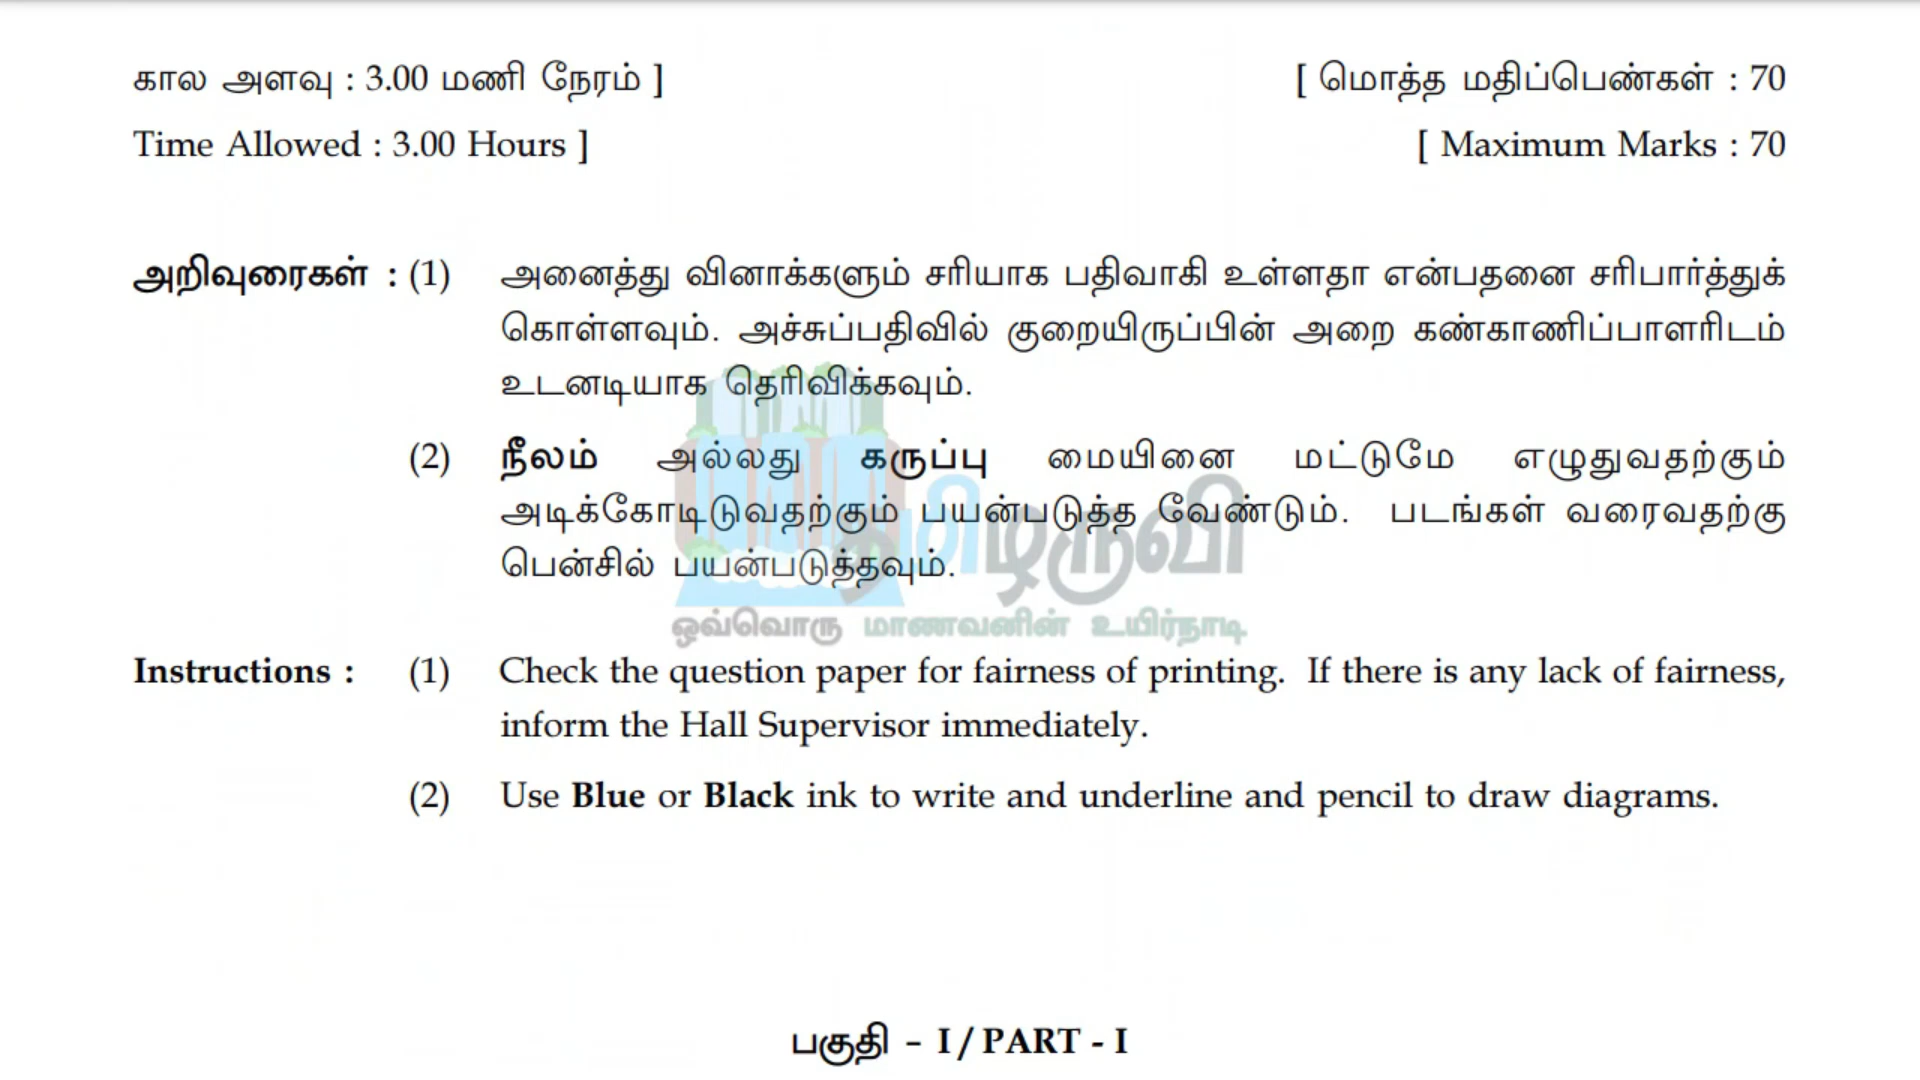 கால அளவு : 3.00 மணி நேரம் ] [ மொத்த மதிப்பெண்கள் : 70
Time Allowed : 3.00 Hours ] [ Maximum Marks : 70
அறிவுரைகள் : (1) அனைத்து வினாக்களும் சரியாக பதிவாகி உள்ளதா என்பதனை சரிபார்த்துக்
கொள்ளவும். அச்சுப்பதிவில் குறையிருப்பின் அறை கண்காணிப்பாளரிடம்
உடனடியாக தெரிவிக்கவும்.
(2) நீலம் அல்லது கருப்பு மையினை மட்டுமே எழுதுவதற்கும்
அடிக்கோடிடுவதற்கும் பயன்படுத்த வேண்டும். படங்கள் வரைவதற்கு
பென்சில் பயன்படுத்தவும்.
தமிழருவி
ஒவ்வொரு மாணவனின் உயிர்நாடி
Instructions : (1) Check the question paper for fairness of printing. If there is any lack of fairness,
inform the Hall Supervisor immediately.
(2) Use Blue or Black ink to write and underline and pencil to draw diagrams.
பகுதி - I / PART - I